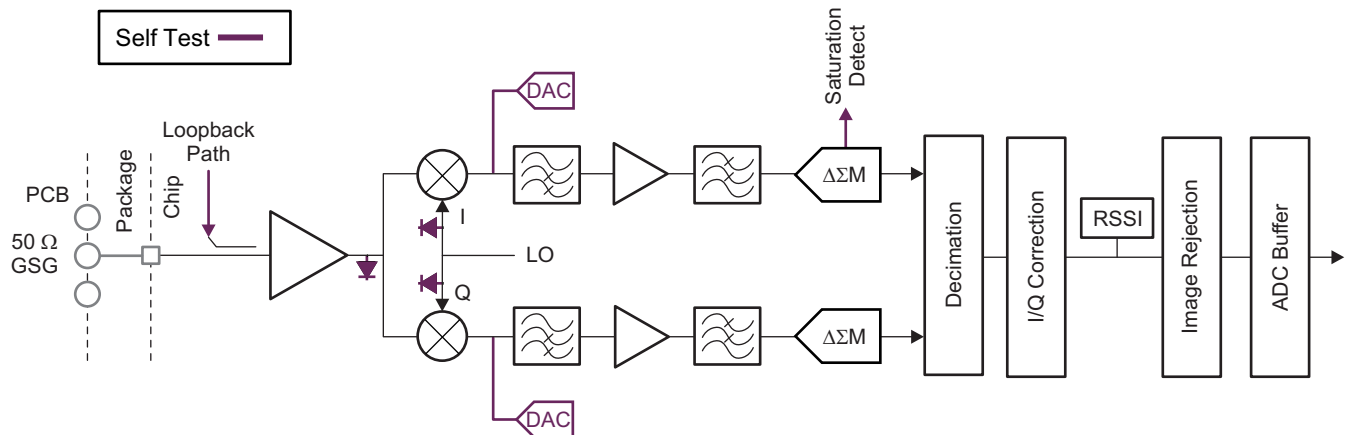 Self Test
DAC
Saturation
Detect
Loopback
Path
Package
Chip
PCB
50 Ω
GSG
I
LO
Q
ΔΣM
ΔΣM
DAC
Decimation
I/Q Correction
RSSI
Image Rejection
ADC Buffer